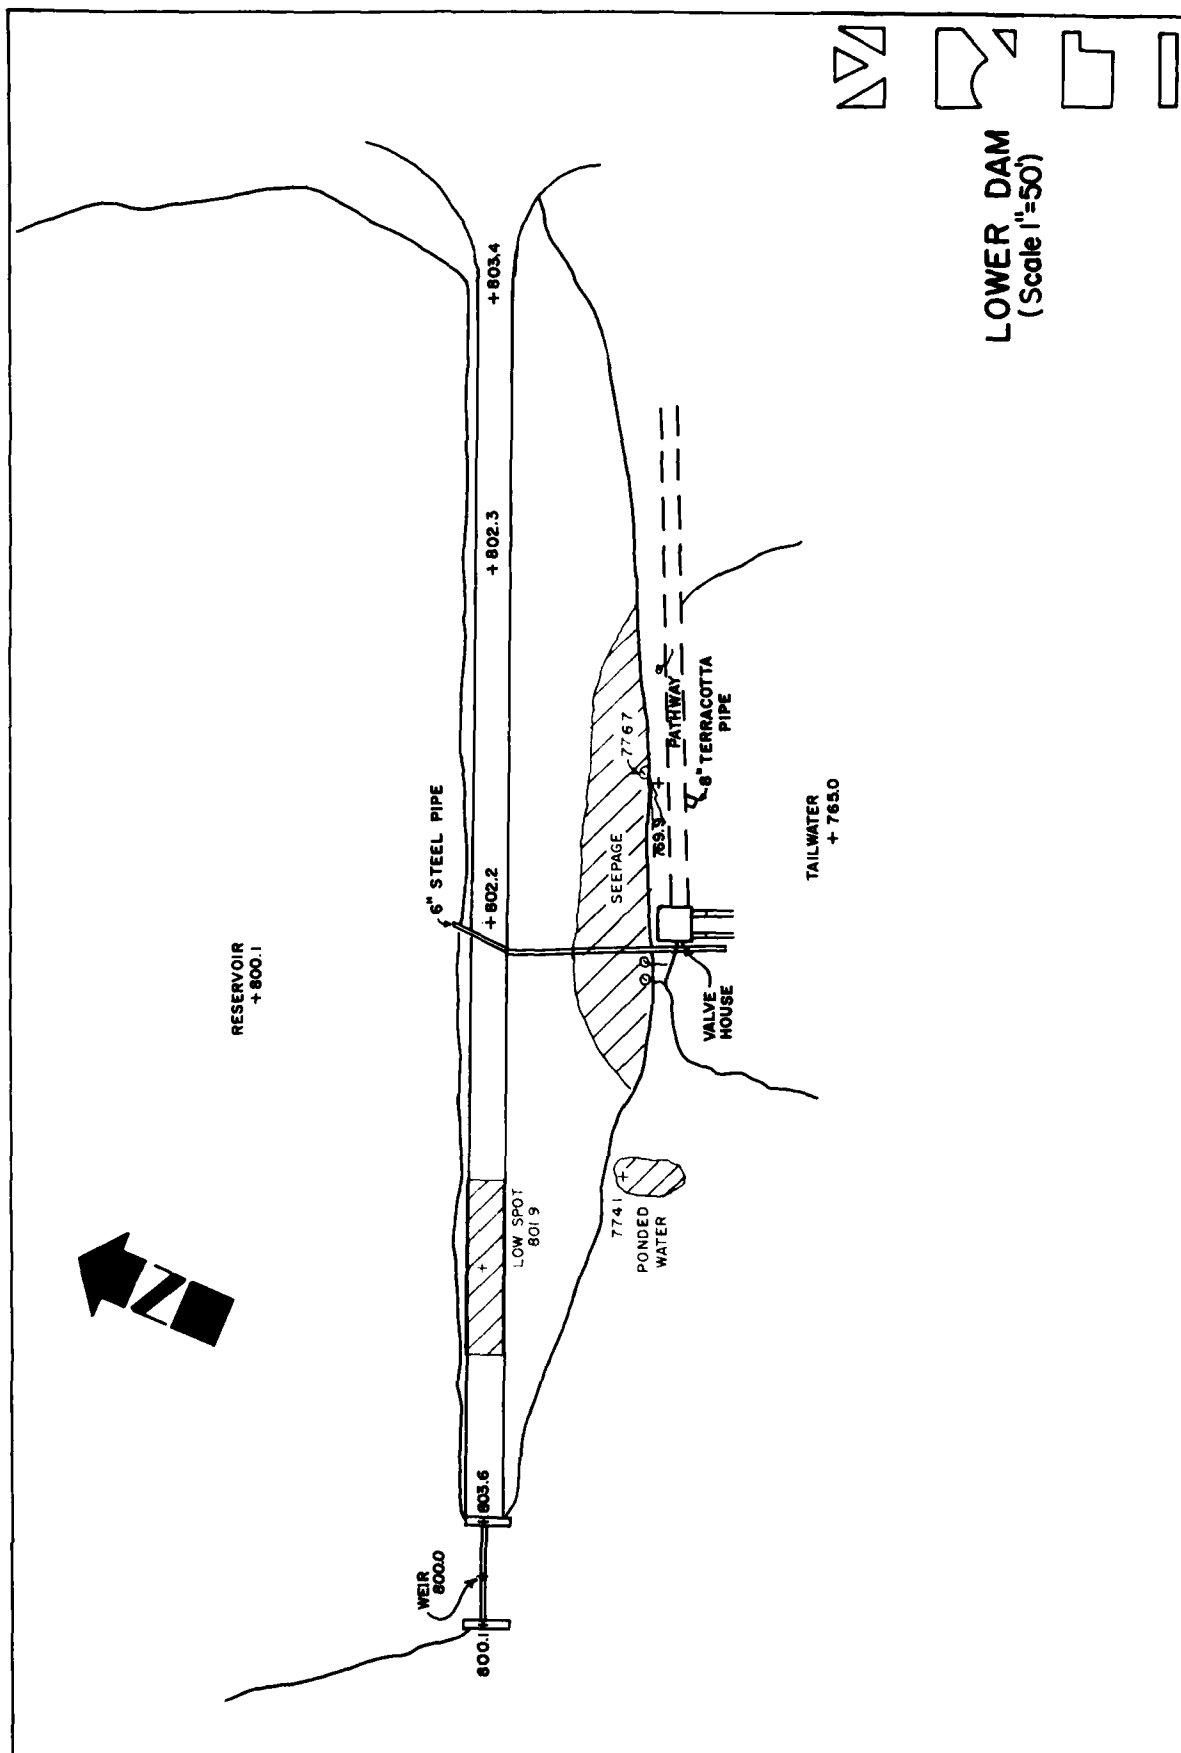 LOWER DAM
(Scale 1"=50')
RESERVOIR
+800.1
6" STEEL PIPE
WEIR
800.0
800.1
803.6
LOW SPOT
801 9
+802.2
+802.3
+803.4
SEEPAGE
7767
769.9
PATHWAY
8" TERRACOTTA
PIPE
VALVE
HOUSE
774 1
PONDED
WATER
TAILWATER
+ 765.0
N